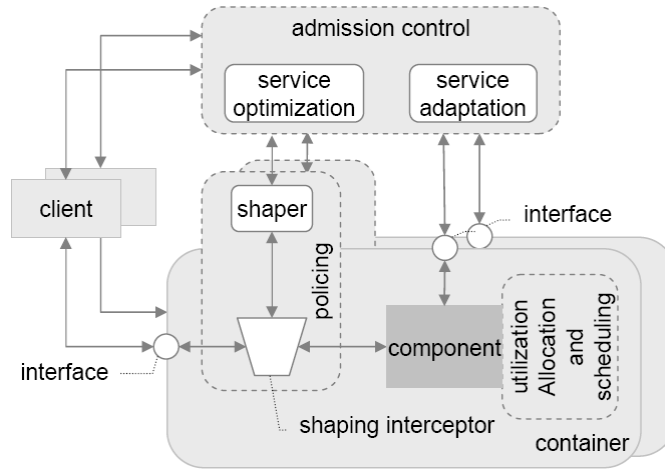 admission control
service
optimization
service
adaptation
client
shaper
interface
policing
component
utilization
Allocation
and
scheduling
interface
shaping interceptor
container